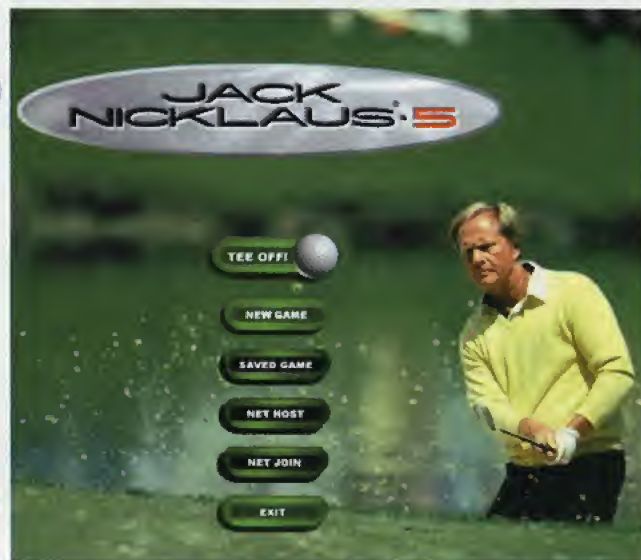 JACK
NICKLAUS®·5
TEE OFF!
NEW GAME
SAVED GAME
NET HOST
NET JOIN
EXIT